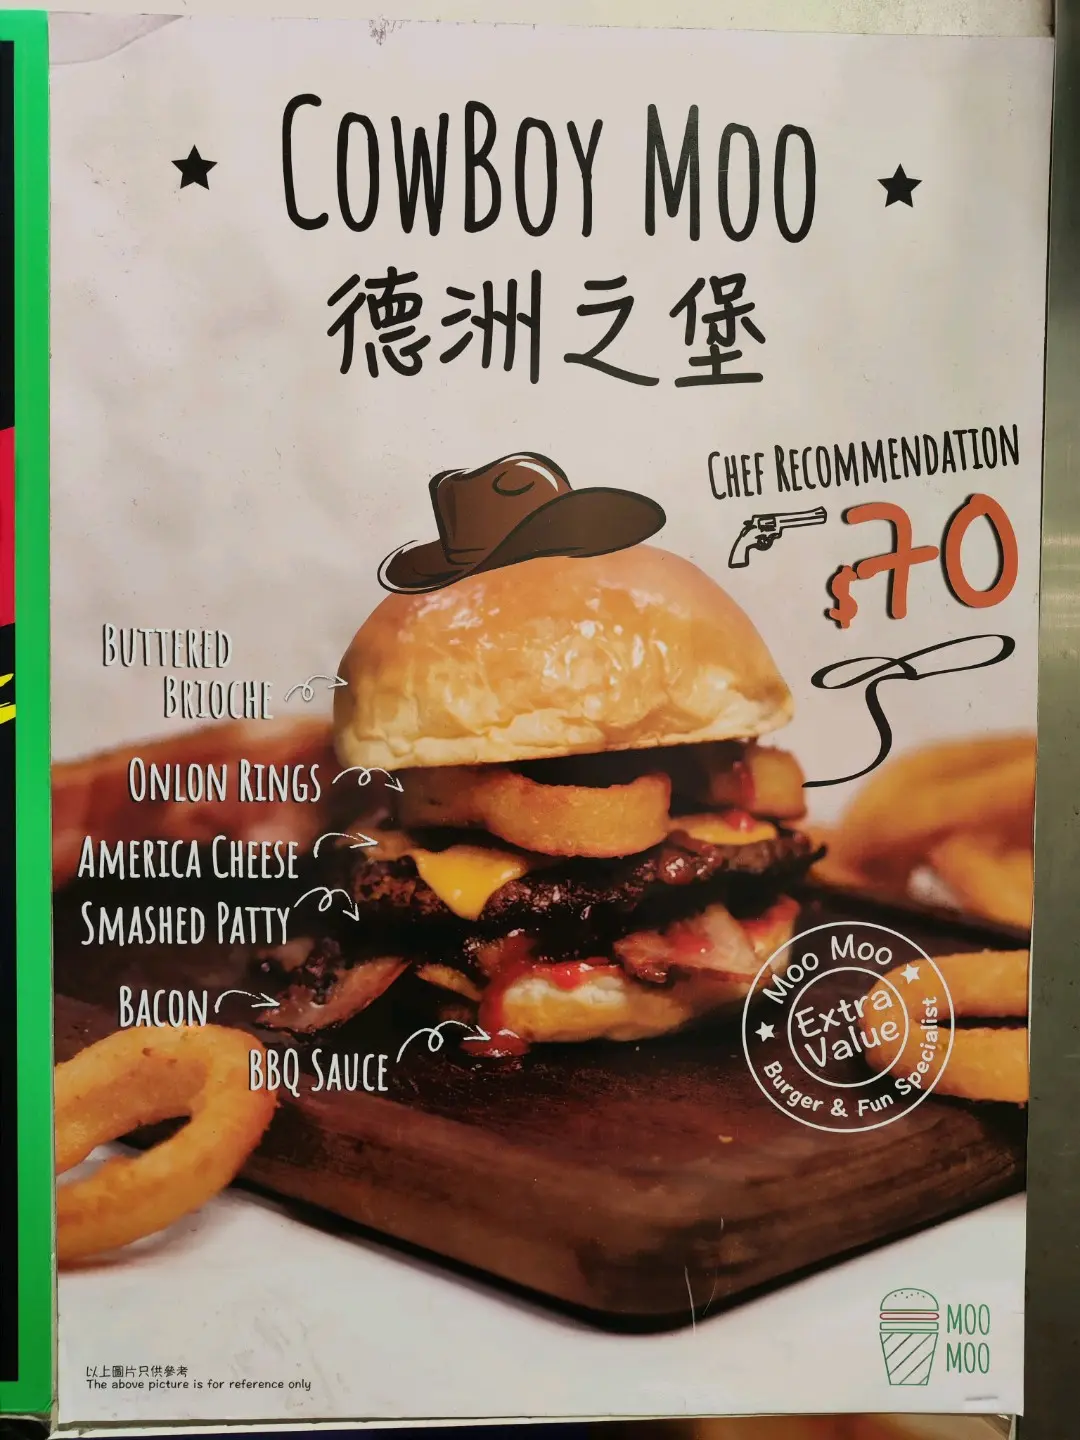 CowBoy Moo
德洲之堡
Chef Recommendation
$70
Buttered
Brioche
Onlon Rings
America Cheese
Smashed Patty
Bacon
BBQ Sauce
Moo Moo
Extra
Value
Burger & Fun Specialist
MOO
MOO
以上圖片只供參考
The above picture is for reference only